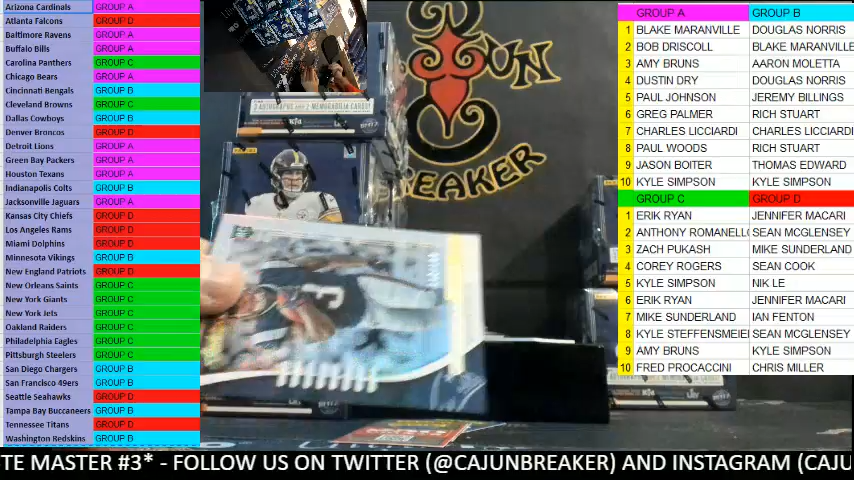 Arizona Cardinals GROUP A
Atlanta Falcons GROUP D
Baltimore Ravens GROUP A
Buffalo Bills GROUP A
Carolina Panthers GROUP C
Chicago Bears GROUP A
Cincinnati Bengals GROUP B
Cleveland Browns GROUP C
Dallas Cowboys GROUP B
Denver Broncos GROUP D
Detroit Lions GROUP A
Green Bay Packers GROUP A
Houston Texans GROUP A
Indianapolis Colts GROUP B
Jacksonville Jaguars GROUP A
Kansas City Chiefs GROUP D
Los Angeles Rams GROUP D
Miami Dolphins GROUP D
Minnesota Vikings GROUP B
New England Patriots GROUP D
New Orleans Saints GROUP C
New York Giants GROUP C
New York Jets GROUP C
Oakland Raiders GROUP C
Philadelphia Eagles GROUP C
Pittsburgh Steelers GROUP C
San Diego Chargers GROUP B
San Francisco 49ers GROUP B
Seattle Seahawks GROUP D
Tampa Bay Buccaneers GROUP B
Tennessee Titans GROUP D
Washington Redskins GROUP B
UN
BREAKER
3
GROUP A GROUP B
1 BLAKE MARANVILLE DOUGLAS NORRIS
2 BOB DRISCOLL BLAKE MARANVILLE
3 AMY BRUNS AARON MOLETTA
4 DUSTIN DRY DOUGLAS NORRIS
5 PAUL JOHNSON JEREMY BILLINGS
6 GREG PALMER RICH STUART
7 CHARLES LICCIARDI CHARLES LICCIARDI
8 PAUL WOODS RICH STUART
9 JASON BOITER THOMAS EDWARD
10 KYLE SIMPSON KYLE SIMPSON
GROUP C GROUP D
1 ERIK RYAN JENNIFER MACARI
2 ANTHONY ROMANELLO SEAN MCGLENSEY
3 ZACH PUKASH MIKE SUNDERLAND
4 COREY ROGERS SEAN COOK
5 KYLE SIMPSON NIK LE
6 ERIK RYAN JENNIFER MACARI
7 MIKE SUNDERLAND IAN FENTON
8 KYLE STEFFENSMEIE SEAN MCGLENSEY
9 AMY BRUNS KYLE SIMPSON
10 FRED PROCACCINI CHRIS MILLER
TE MASTER #3* - FOLLOW US ON TWITTER (@CAJUNBREAKER) AND INSTAGRAM (CAJU